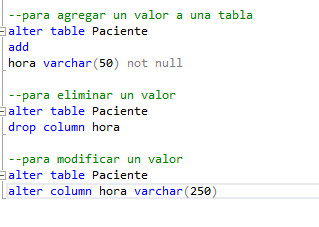 --para agregar un valor a una tabla
alter table Paciente
add
hora varchar(50) not null
--para eliminar un valor
alter table Paciente
drop column hora
--para modificar un valor
alter table Paciente
alter column hora varchar(250)